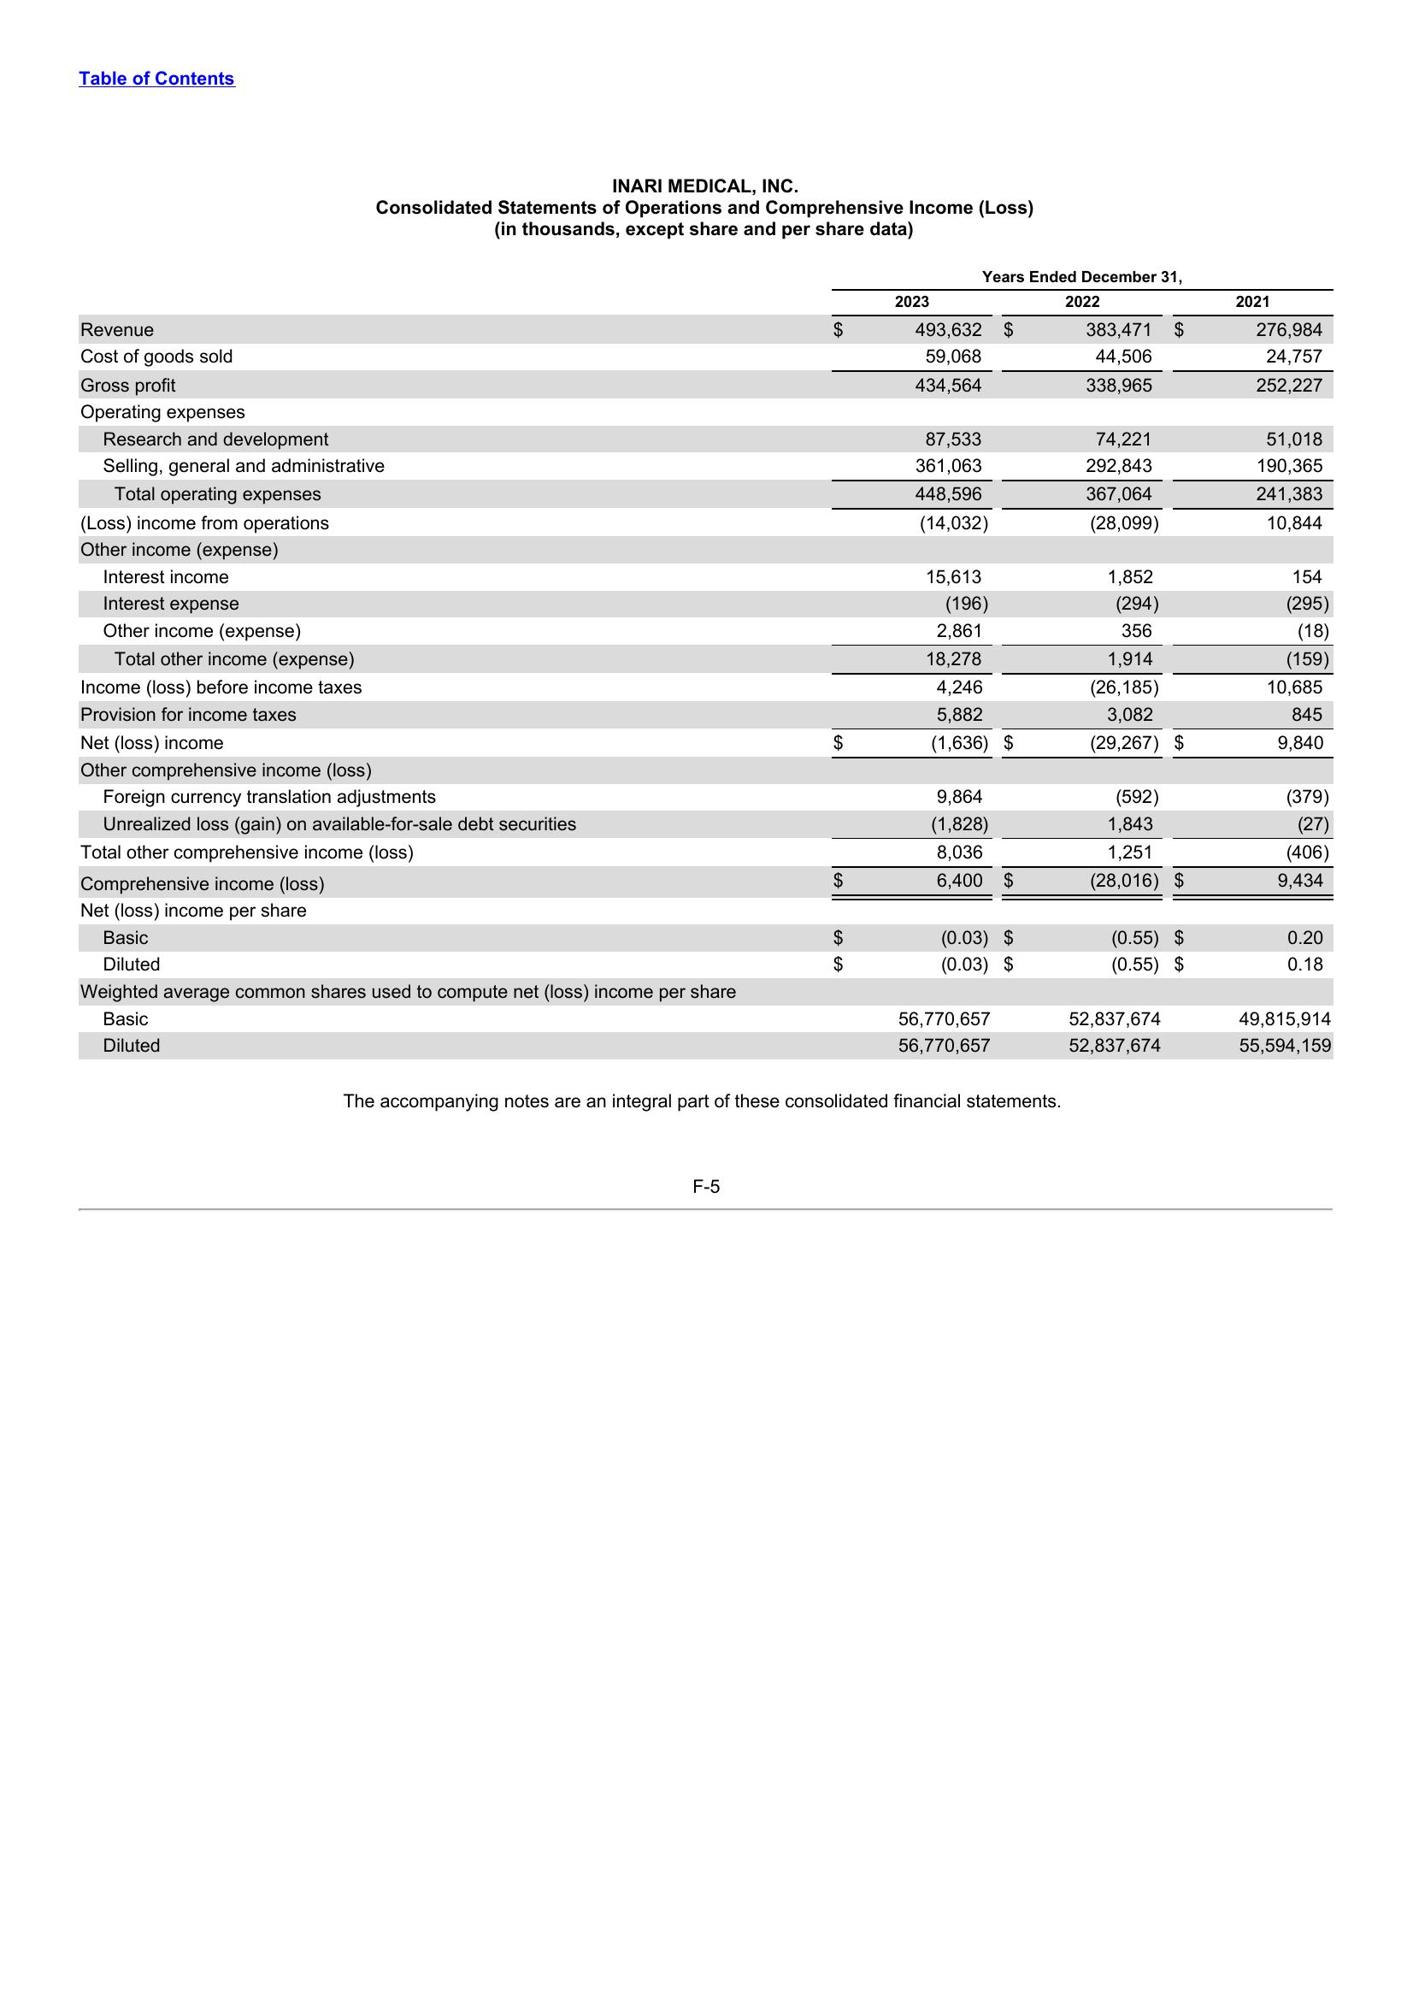 Table of Contents
INARI MEDICAL, INC.
Consolidated Statements of Operations and Comprehensive Income (Loss)
(in thousands, except share and per share data)
Years Ended December 31,
2023 2022 2021
Revenue $ 493,632 $ 383,471 $ 276,984
Cost of goods sold 59,068 44,506 24,757
Gross profit 434,564 338,965 252,227
Operating expenses
Research and development 87,533 74,221 51,018
Selling, general and administrative 361,063 292,843 190,365
Total operating expenses 448,596 367,064 241,383
(Loss) income from operations (14,032) (28,099) 10,844
Other income (expense)
Interest income 15,613 1,852 154
Interest expense (196) (294) (295)
Other income (expense) 2,861 356 (18)
Total other income (expense) 18,278 1,914 (159)
Income (loss) before income taxes 4,246 (26,185) 10,685
Provision for income taxes 5,882 3,082 845
Net (loss) income $ (1,636) $ (29,267) $ 9,840
Other comprehensive income (loss)
Foreign currency translation adjustments 9,864 (592) (379)
Unrealized loss (gain) on available-for-sale debt securities (1,828) 1,843 (27)
Total other comprehensive income (loss) 8,036 1,251 (406)
Comprehensive income (loss) $ 6,400 $ (28,016) $ 9,434
Net (loss) income per share
Basic $ (0.03) $ (0.55) $ 0.20
Diluted $ (0.03) $ (0.55) $ 0.18
Weighted average common shares used to compute net (loss) income per share
Basic 56,770,657 52,837,674 49,815,914
Diluted 56,770,657 52,837,674 55,594,159
The accompanying notes are an integral part of these consolidated financial statements.
F-5